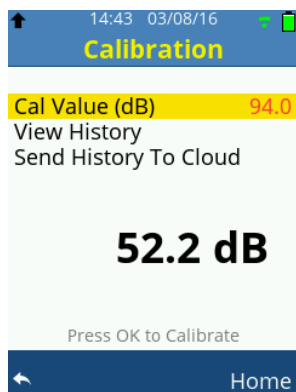 14:43 03/08/16
Calibration
Cal Value (dB) 94.0
View History
Send History To Cloud
52.2 dB
Press OK to Calibrate
Home